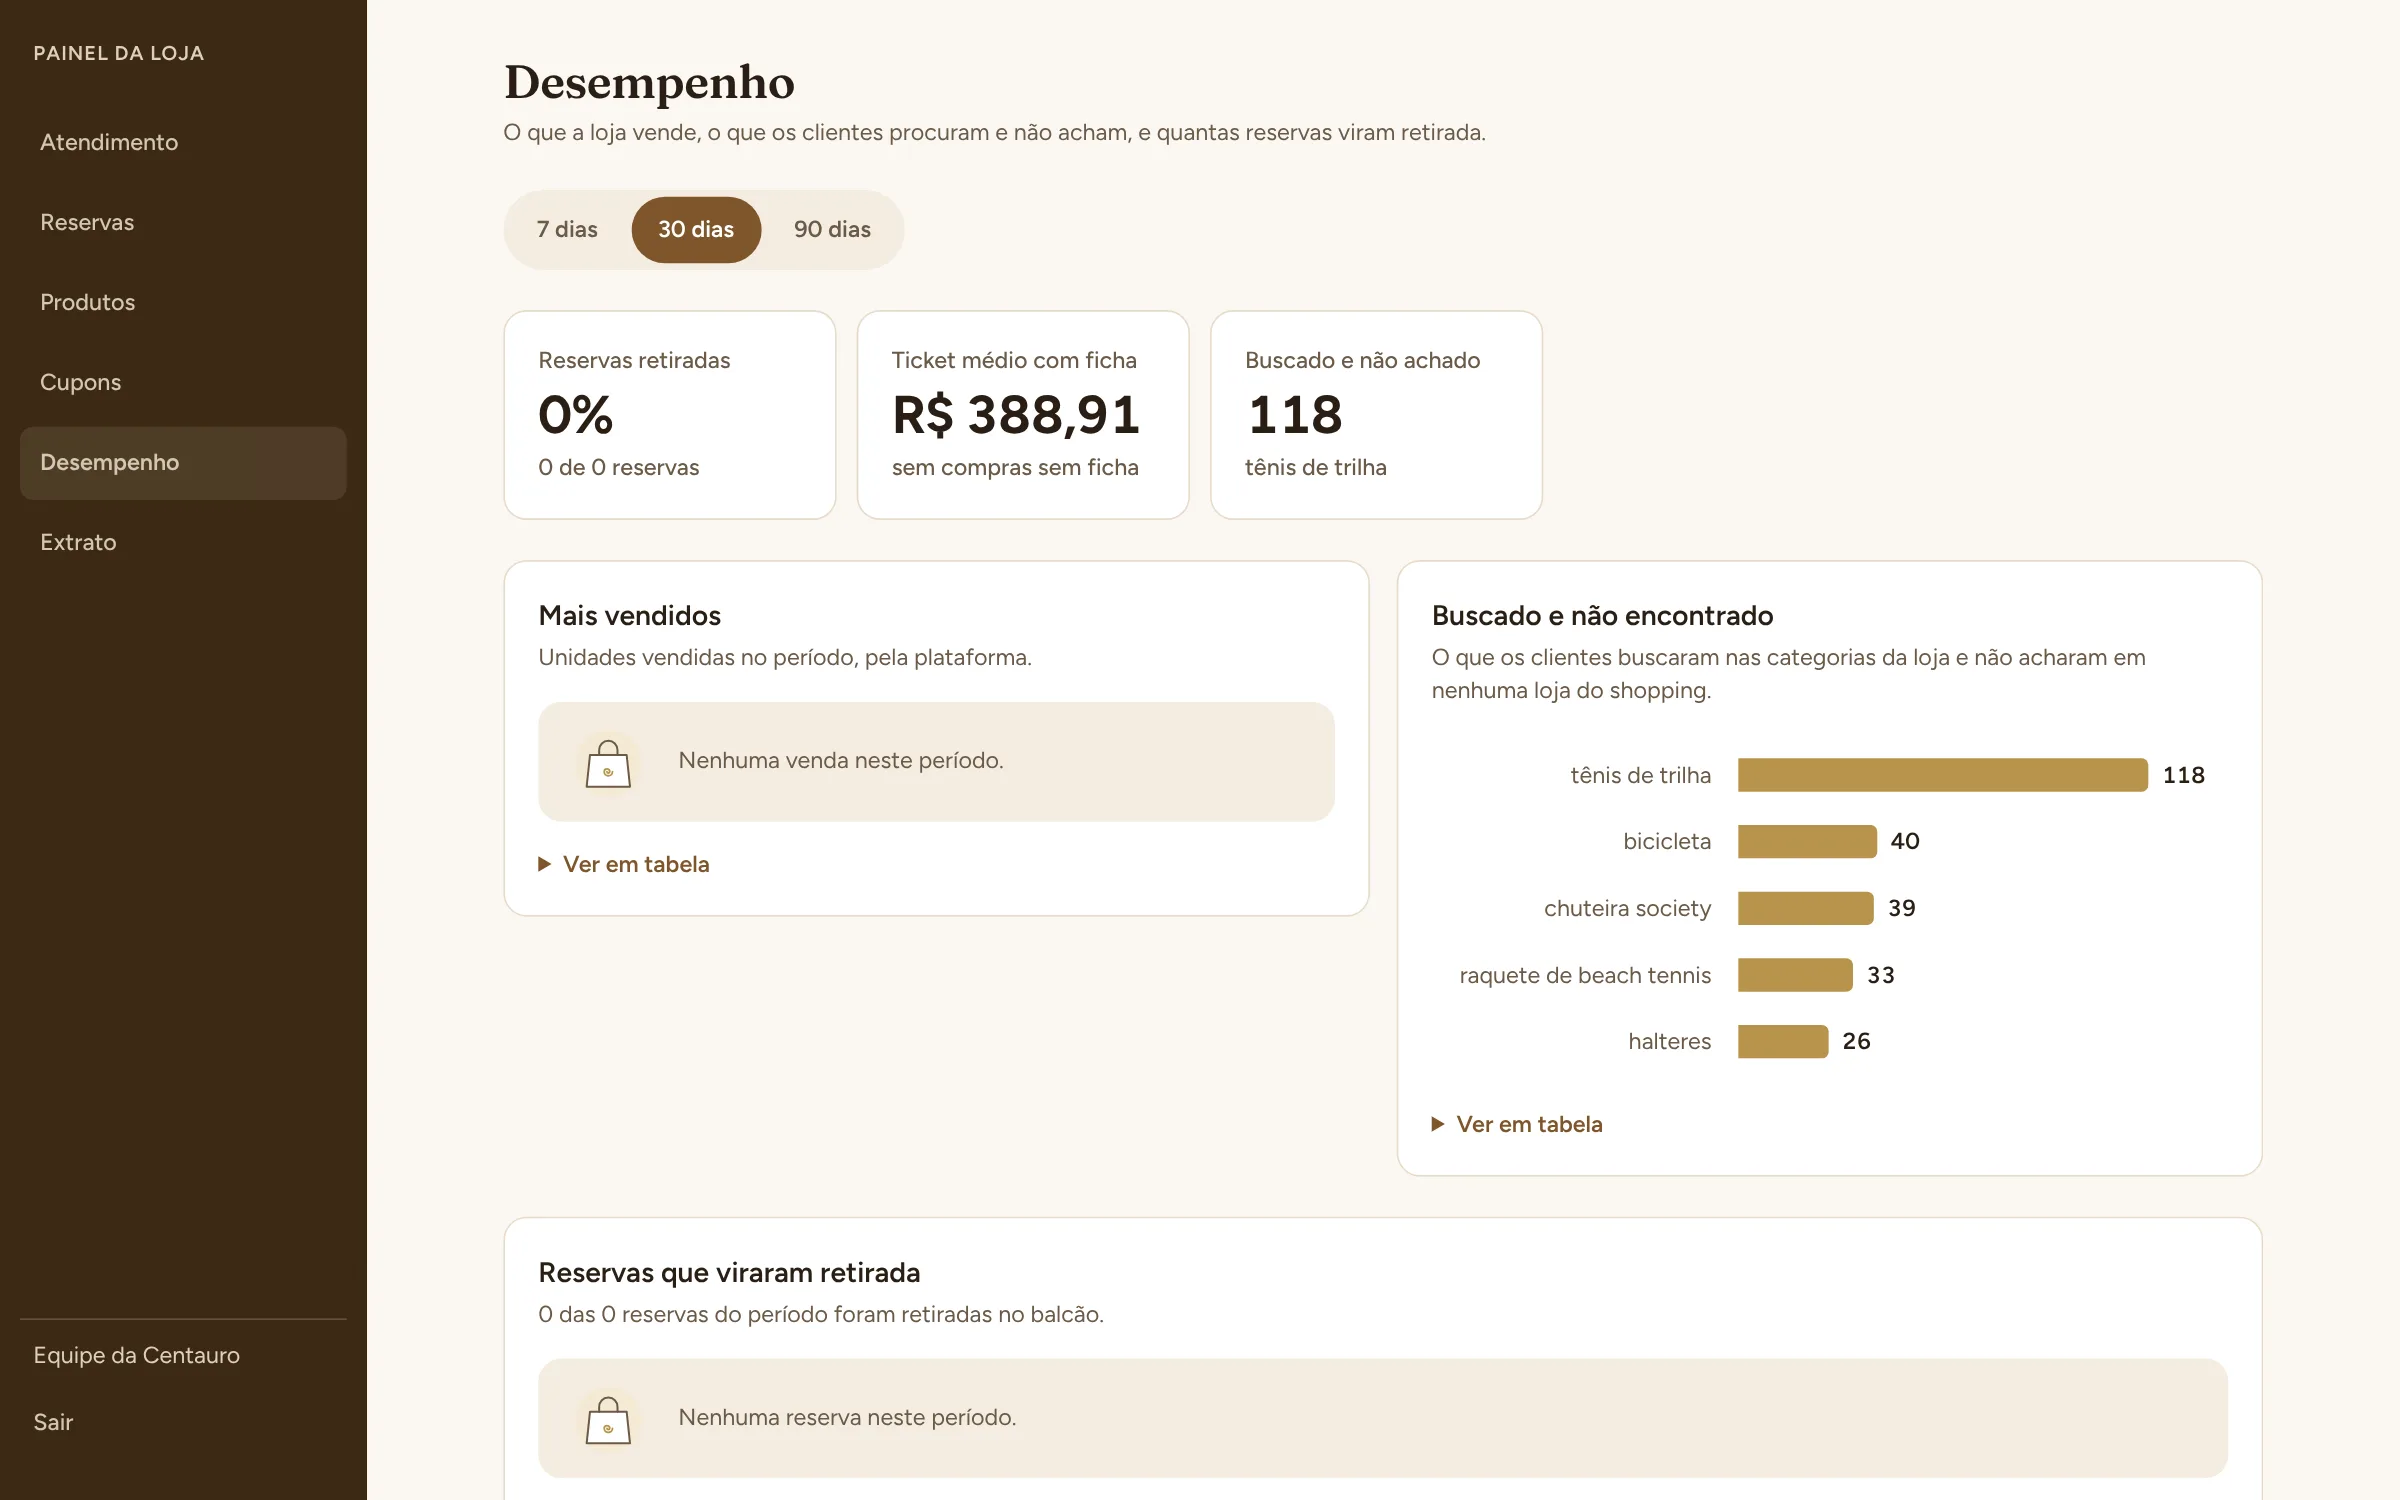 PAINEL DA LOJA
Atendimento
Reservas
Produtos
Cupons
Desempenho
Extrato
Equipe da Centauro
Sair
Desempenho
O que a loja vende, o que os clientes procuram e não acham, e quantas reservas viram retirada.
7 dias
30 dias
90 dias
Reservas retiradas
0%
0 de 0 reservas
Ticket médio com ficha
R$ 388,91
sem compras sem ficha
Buscado e não achado
118
tênis de trilha
Mais vendidos
Unidades vendidas no período, pela plataforma.
Nenhuma venda neste período.
Ver em tabela
Buscado e não encontrado
O que os clientes buscaram nas categorias da loja e não acharam em
nenhuma loja do shopping.
tênis de trilha 118
bicicleta 40
chuteira society 39
raquete de beach tennis 33
halteres 26
Ver em tabela
Reservas que viraram retirada
0 das 0 reservas do período foram retiradas no balcão.
Nenhuma reserva neste período.